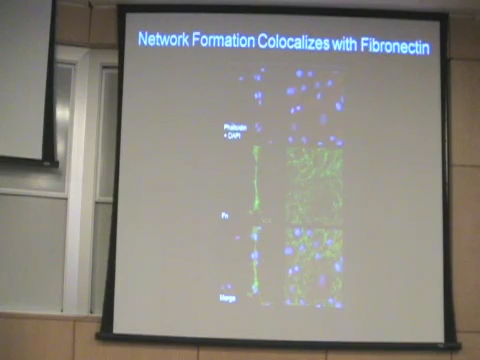 Network Formation Colocalizes with Fibronectin
Phalloidin
+ DAPI
Fn
Merge